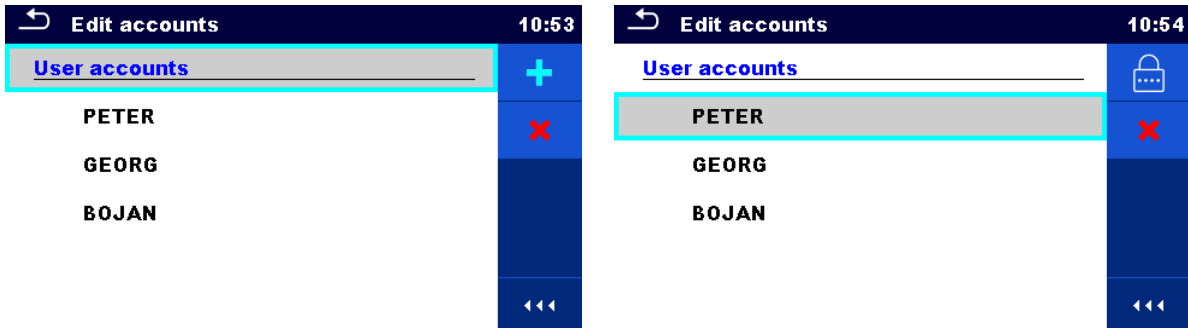 Edit accounts 10:53
User accounts
PETER
GEORG
BOJAN
Edit accounts 10:54
User accounts
PETER
GEORG
BOJAN